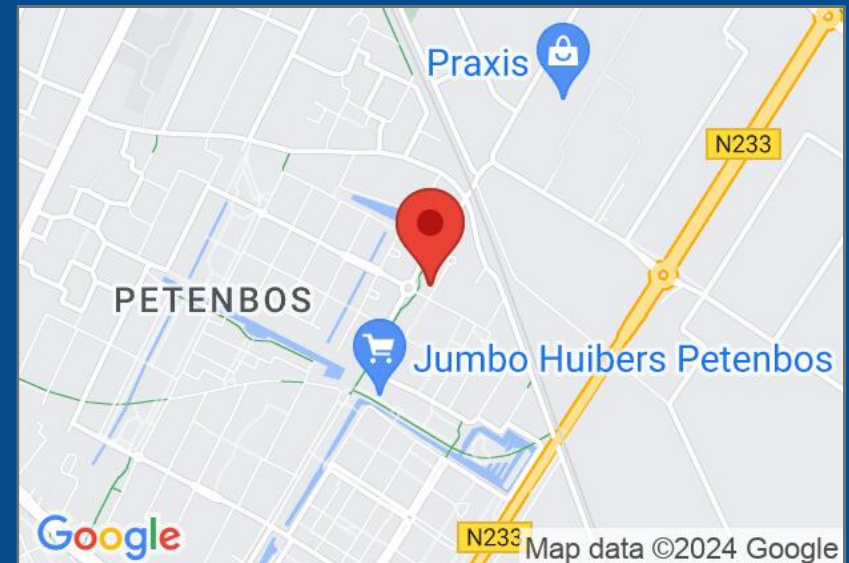 Praxis
N233
PETENBOS
Jumbo Huibers Petenbos
Google
N233
Map data ©2024 Google